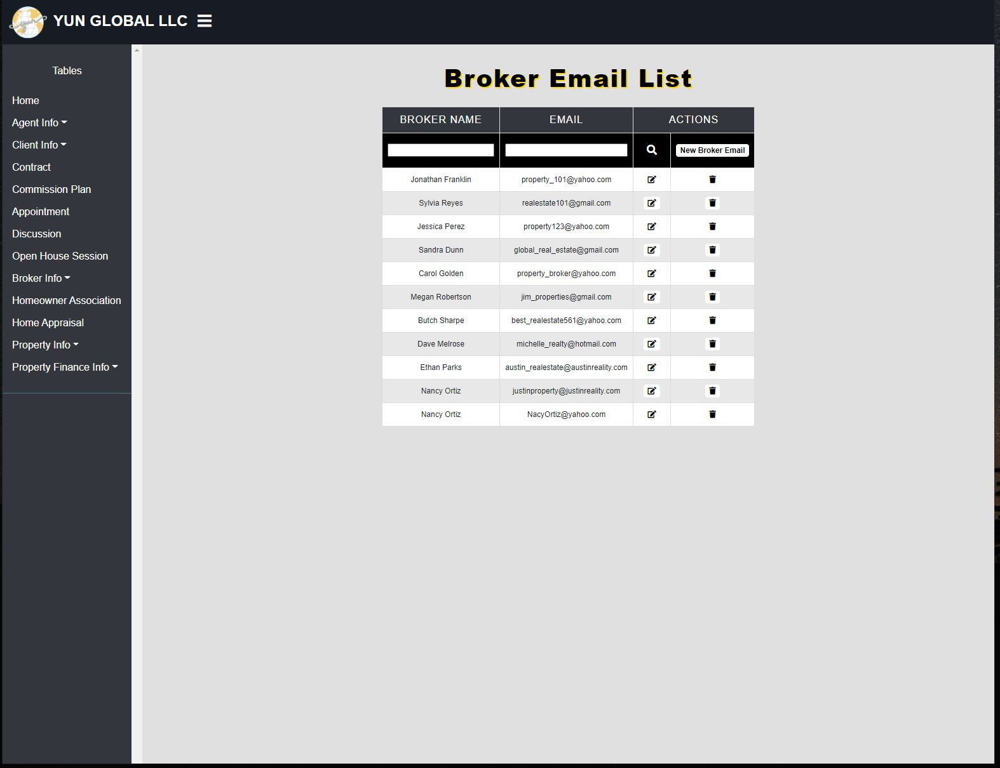 YUN GLOBAL LLC
Tables
Home
Agent Info
Client Info
Contract
Commission Plan
Appointment
Discussion
Open House Session
Broker Info
Homeowner Association
Home Appraisal
Property Info
Property Finance Info
Broker Email List
BROKER NAME EMAIL ACTIONS
New Broker Email
Jonathan Franklin property_101@yahoo.com
Sylvia Reyes realestate101@gmail.com
Jessica Perez property123@yahoo.com
Sandra Dunn global_real_estate@gmail.com
Carol Golden property_broker@yahoo.com
Megan Robertson jim_properties@gmail.com
Butch Sharpe best_realestate561@yahoo.com
Dave Melrose michelle_realty@hotmail.com
Ethan Parks austin_realestate@austinreality.com
Nancy Ortiz justinproperty@justinreality.com
Nancy Ortiz NacyOrtiz@yahoo.com